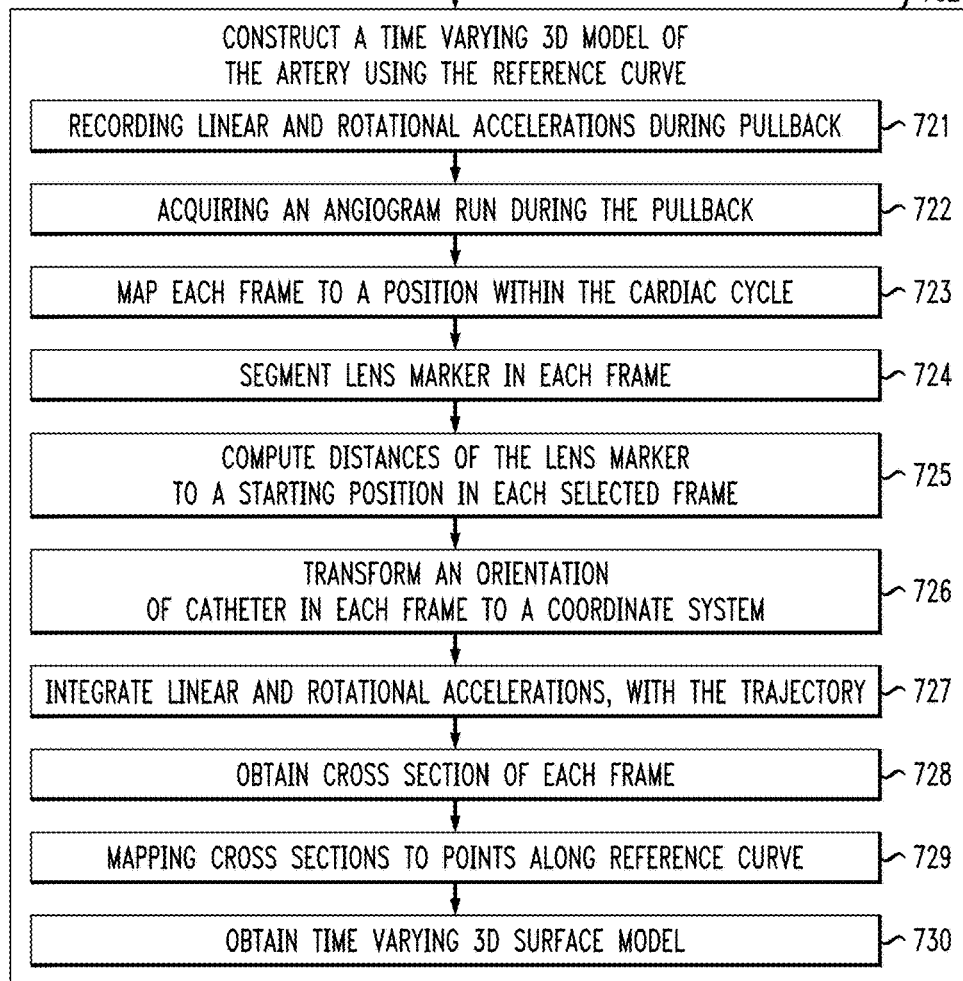 CONSTRUCT A TIME VARYING 3D MODEL OF
THE ARTERY USING THE REFERENCE CURVE
RECORDING LINEAR AND ROTATIONAL ACCELERATIONS DURING PULLBACK 721
ACQUIRING AN ANGIOGRAM RUN DURING THE PULLBACK 722
MAP EACH FRAME TO A POSITION WITHIN THE CARDIAC CYCLE 723
SEGMENT LENS MARKER IN EACH FRAME 724
COMPUTE DISTANCES OF THE LENS MARKER
TO A STARTING POSITION IN EACH SELECTED FRAME 725
TRANSFORM AN ORIENTATION
OF CATHETER IN EACH FRAME TO A COORDINATE SYSTEM 726
INTEGRATE LINEAR AND ROTATIONAL ACCELERATIONS, WITH THE TRAJECTORY 727
OBTAIN CROSS SECTION OF EACH FRAME 728
MAPPING CROSS SECTIONS TO POINTS ALONG REFERENCE CURVE 729
OBTAIN TIME VARYING 3D SURFACE MODEL 730